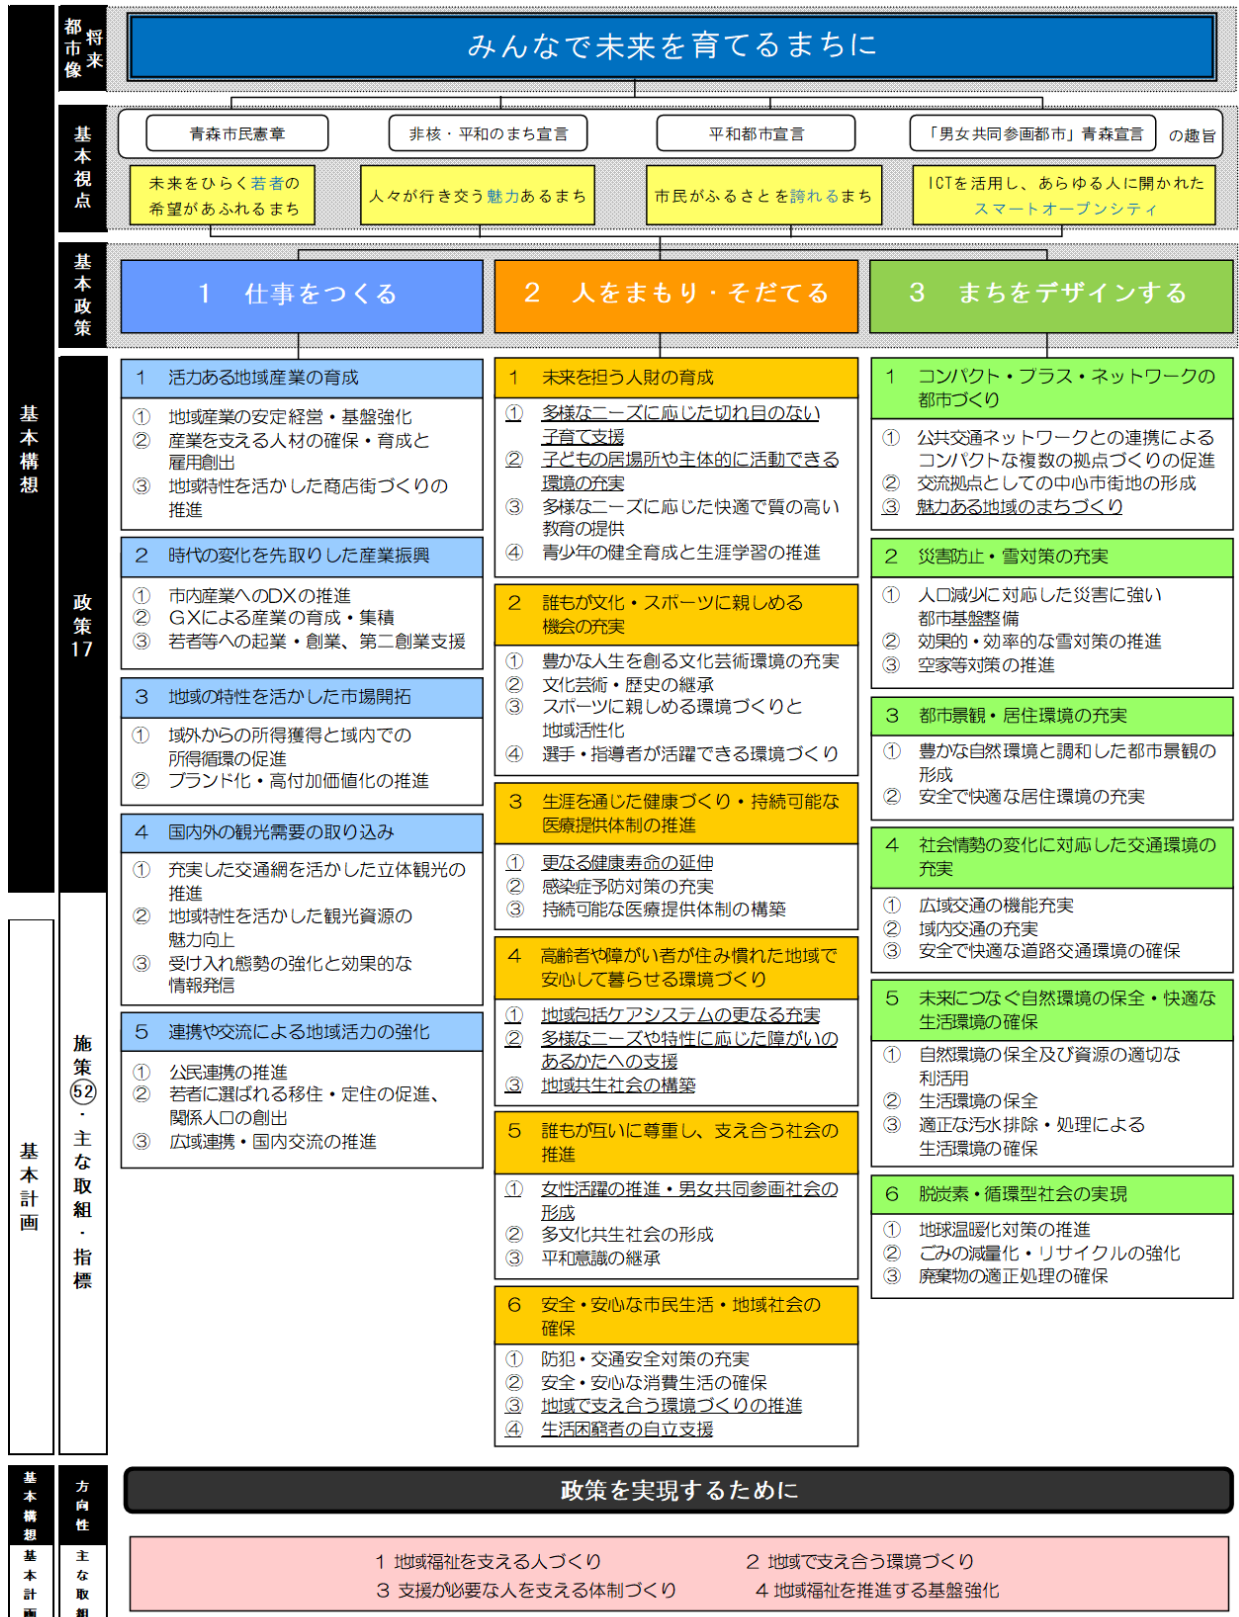 将来
都市像
みんなで未来を育てるまちに
基本視点
青森市民憲章
非核・平和のまち宣言
平和都市宣言
「男女共同参画都市」青森宣言
の趣旨
未来をひらく若者の
希望があふれるまち
人々が行き交う魅力あるまち
市民がふるさとを誇れるまち
ICTを活用し、あらゆる人に開かれた
スマートオープンシティ
基本政策
1 仕事をつくる
2 人をまもり・そだてる
3 まちをデザインする
基本構想
政策17
基本計画
施策52・主な取組・指標
1 活力ある地域産業の育成
① 地域産業の安定経営・基盤強化
② 産業を支える人材の確保・育成と
雇用創出
③ 地域特性を活かした商店街づくりの
推進
2 時代の変化を先取りした産業振興
① 市内産業へのDXの推進
② GXによる産業の育成・集積
③ 若者等への起業・創業、第二創業支援
3 地域の特性を活かした市場開拓
① 域外からの所得獲得と域内での
所得循環の促進
② ブランド化・高付加価値化の推進
4 国内外の観光需要の取り込み
① 充実した交通網を活かした立体観光の
推進
② 地域特性を活かした観光資源の
魅力向上
③ 受け入れ態勢の強化と効果的な
情報発信
5 連携や交流による地域活力の強化
① 公民連携の推進
② 若者に選ばれる移住・定住の促進、
関係人口の創出
③ 広域連携・国内交流の推進
1 未来を担う人財の育成
① 多様なニーズに応じた切れ目のない
子育て支援
② 子どもの居場所や主体的に活動できる
環境の充実
③ 多様なニーズに応じた快適で質の高い
教育の提供
④ 青少年の健全育成と生涯学習の推進
2 誰もが文化・スポーツに親しめる
機会の充実
① 豊かな人生を創る文化芸術環境の充実
② 文化芸術・歴史の継承
③ スポーツに親しめる環境づくりと
地域活性化
④ 選手・指導者が活躍できる環境づくり
3 生涯を通じた健康づくり・持続可能な
医療提供体制の推進
① 更なる健康寿命の延伸
② 感染症予防対策の充実
③ 持続可能な医療提供体制の構築
4 高齢者や障がい者が住み慣れた地域で
安心して暮らせる環境づくり
① 地域包括ケアシステムの更なる充実
② 多様なニーズや特性に応じた障がいの
あるかたへの支援
③ 地域共生社会の構築
5 誰もが互いに尊重し、支え合う社会の
推進
① 女性活躍の推進・男女共同参画社会の
形成
② 多文化共生社会の形成
③ 平和意識の継承
6 安全・安心な市民生活・地域社会の
確保
① 防犯・交通安全対策の充実
② 安全・安心な消費生活の確保
③ 地域で支え合う環境づくりの推進
④ 生活困窮者の自立支援
1 コンパクト・プラス・ネットワークの
都市づくり
① 公共交通ネットワークとの連携による
コンパクトな複数の拠点づくりの促進
② 交流拠点としての中心市街地の形成
③ 魅力ある地域のまちづくり
2 災害防止・雪対策の充実
① 人口減少に対応した災害に強い
都市基盤整備
② 効果的・効率的な雪対策の推進
③ 空家等対策の推進
3 都市景観・居住環境の充実
① 豊かな自然環境と調和した都市景観の
形成
② 安全で快適な居住環境の充実
4 社会情勢の変化に対応した交通環境の
充実
① 広域交通の機能充実
② 域内交通の充実
③ 安全で快適な道路交通環境の確保
5 未来につなぐ自然環境の保全・快適な
生活環境の確保
① 自然環境の保全及び資源の適切な
利活用
② 生活環境の保全
③ 適正な汚水排除・処理による
生活環境の確保
6 脱炭素・循環型社会の実現
① 地球温暖化対策の推進
② ごみの減量化・リサイクルの強化
③ 廃棄物の適正処理の確保
基本構想
方向性
政策を実現するために
基本計画
主な取組
1 地域福祉を支える人づくり
2 地域で支え合う環境づくり
3 支援が必要な人を支える体制づくり
4 地域福祉を推進する基盤強化